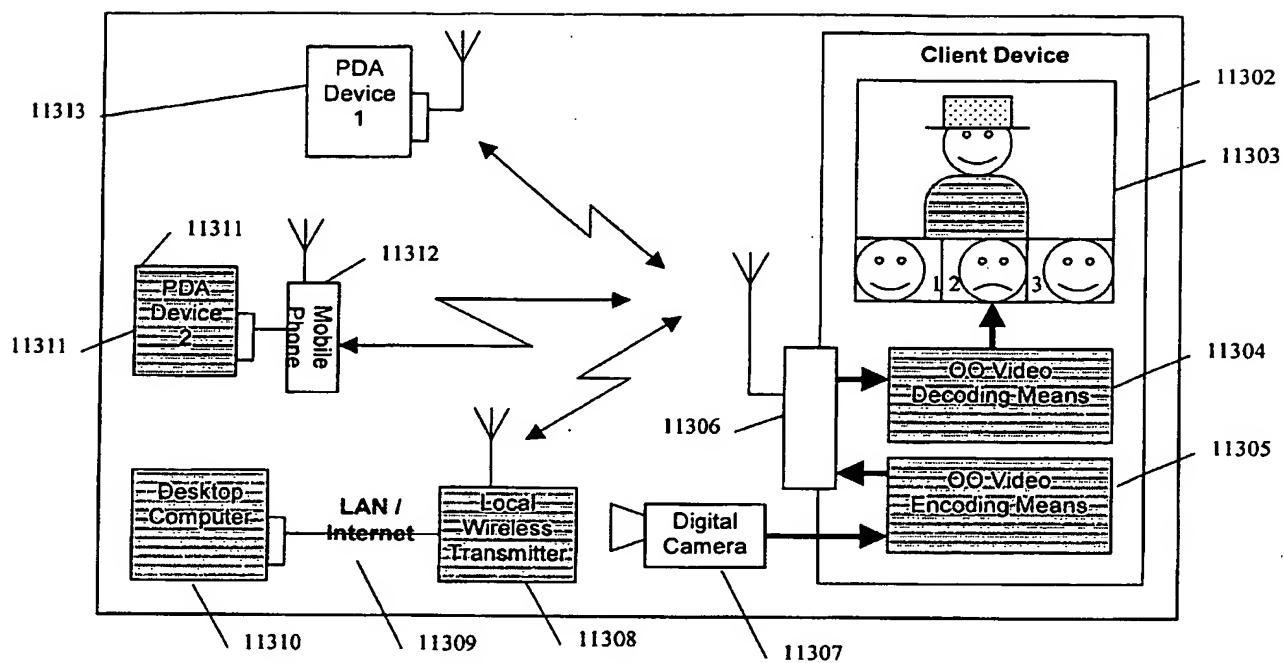 Client Device
11302
PDA
Device
1
11313
11303
11311
11312
1 2 3
PDA
Device
2
Mobile
Phone
11311
11304
OO Video
Decoding Means
11306
11305
OO Video
Encoding Means
Desktop
Computer
LAN /
Internet
Local
Wireless
Transmitter
Digital
Camera
11310
11309
11308
11307